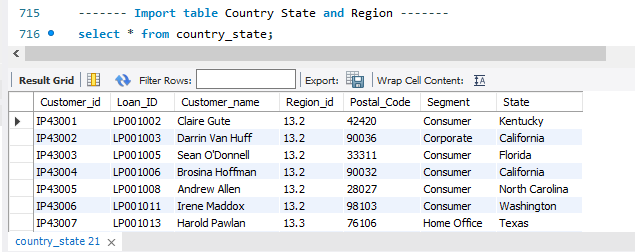 715 ------- Import table Country State and Region -------
716 select * from country_state;
Result Grid Filter Rows: Export: Wrap Cell Content: IA
Customer_id Loan_ID Customer_name Region_id Postal_Code Segment State
IP43001 LP001002 Claire Gute 13.2 42420 Consumer Kentucky
IP43002 LP001003 Darrin Van Huff 13.2 90036 Corporate California
IP43003 LP001005 Sean O'Donnell 13.2 33311 Consumer Florida
IP43004 LP001006 Brosina Hoffman 13.2 90032 Consumer California
IP43005 LP001008 Andrew Allen 13.2 28027 Consumer North Carolina
IP43006 LP001011 Irene Maddox 13.2 98103 Consumer Washington
IP43007 LP001013 Harold Pawlan 13.3 76106 Home Office Texas
country_state 21